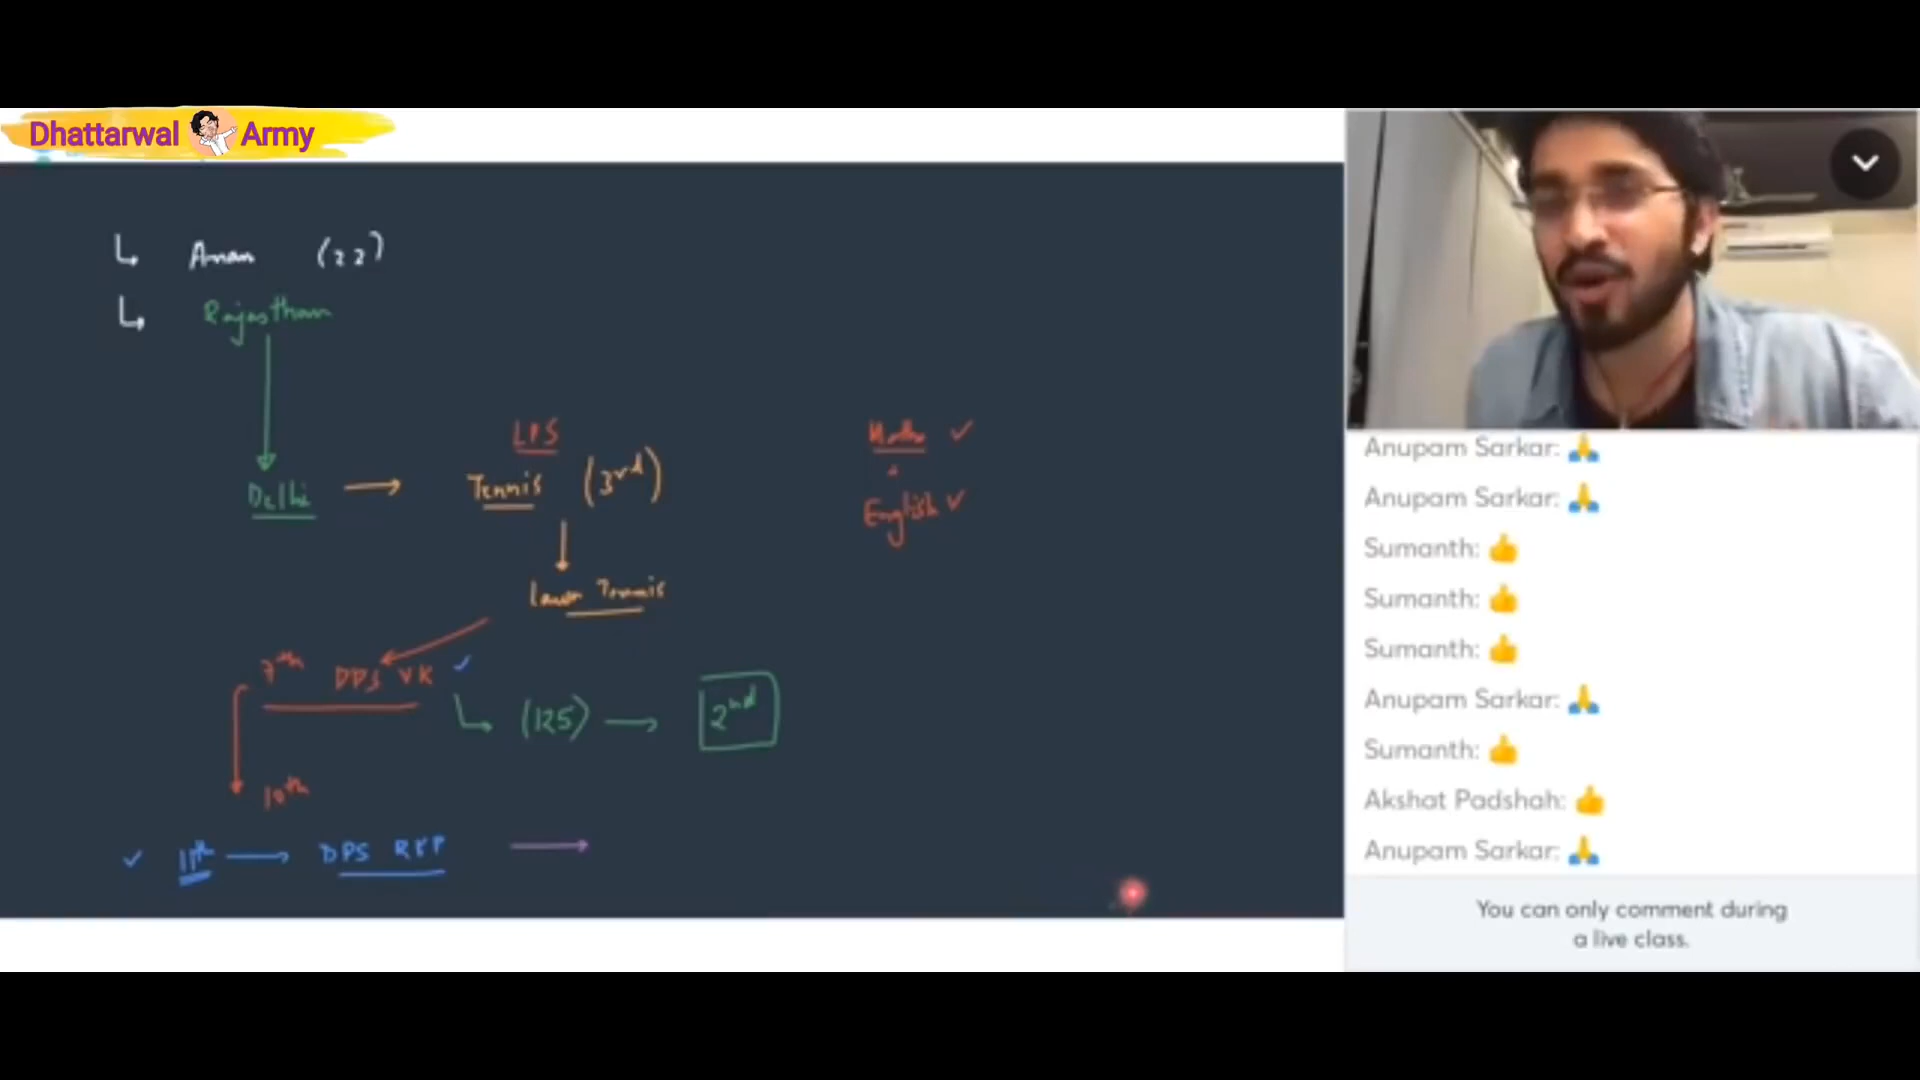 Dhattarwal Army
Aman (22)
Rajasthan
LPS
Maths ✓
Delhi → Tennis (3rd)
+
English ✓
Lawn Tennis
7th DPS VK ✓
(125) → 2nd
10th
✓ 11th → DPS RKP →
Anupam Sarkar: 🙏
Anupam Sarkar: 🙏
Sumanth: 👍
Sumanth: 👍
Sumanth: 👍
Anupam Sarkar: 🙏
Sumanth: 👍
Akshat Padshah: 👍
Anupam Sarkar: 🙏
You can only comment during
a live class.